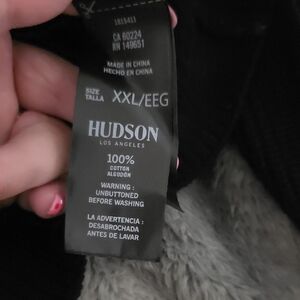 1815411
CA 60224
RN 149651
MADE IN CHINA
HECHO EN CHINA
SIZE
TALLA XXL/EEG
HUDSON
LOS ANGELES
100%
COTTON
ALGODÓN
WARNING :
UNBUTTONED
BEFORE WASHING
LA ADVERTENCIA :
DESABROCHADA
ANTES DE LAVAR